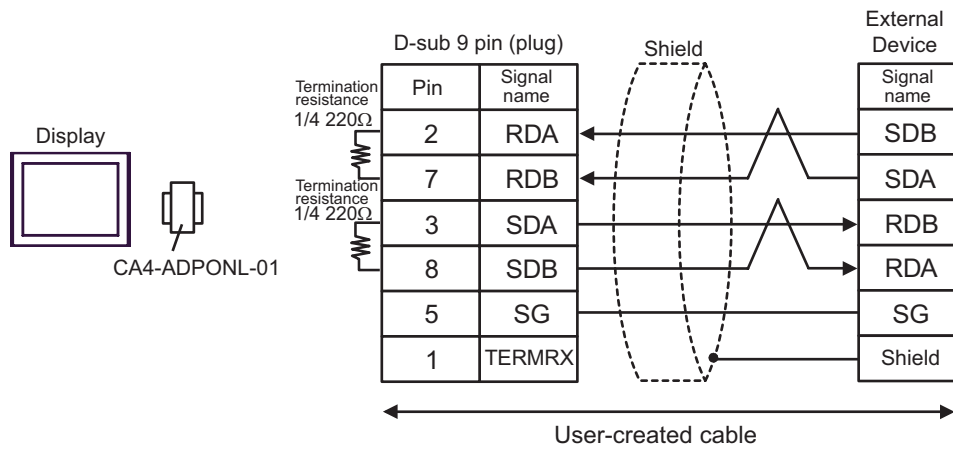 External
Device
D-sub 9 pin (plug)
Shield
Termination
resistance
1/4 220Ω
Pin
Signal
name
Signal
name
2 RDA SDB
Display
7 RDB SDA
Termination
resistance
1/4 220Ω
3 SDA RDB
CA4-ADPONL-01
8 SDB RDA
5 SG SG
1 TERMRX Shield
User-created cable